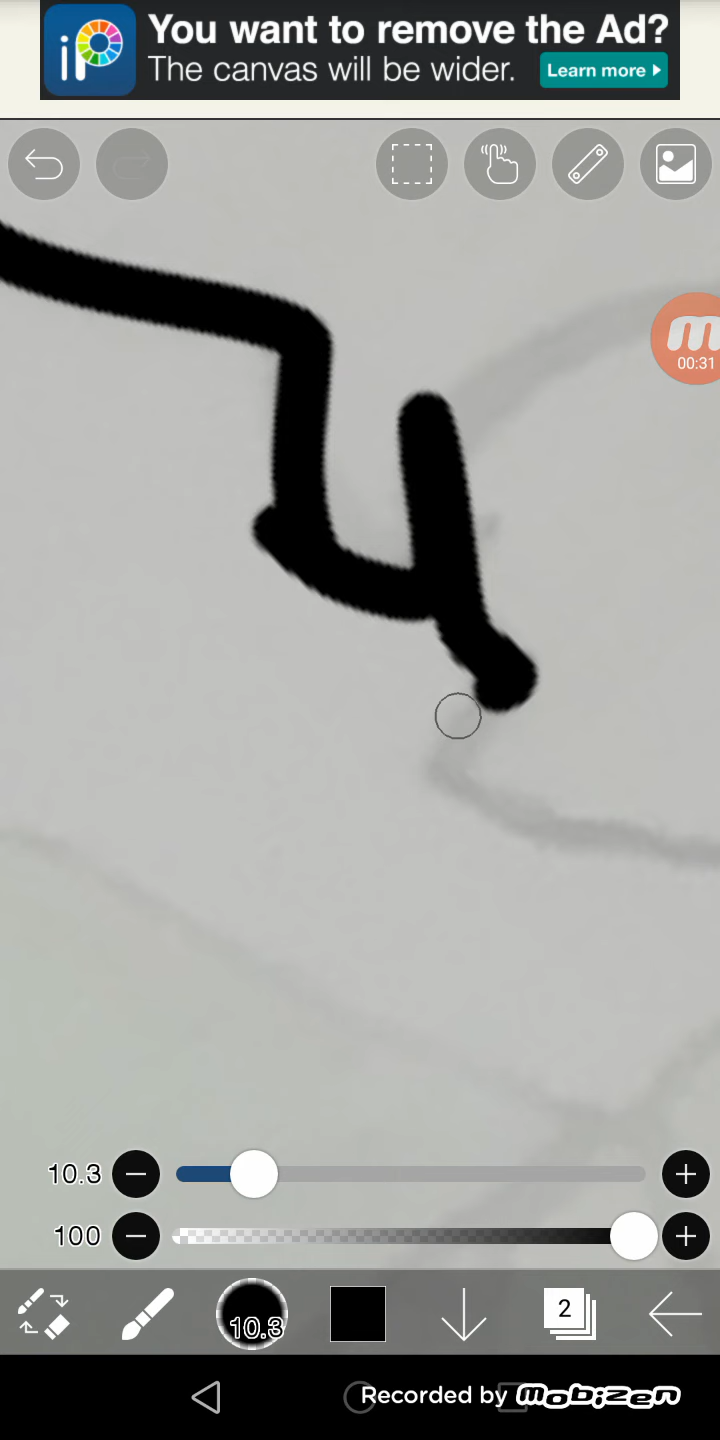 iP
You want to remove the Ad?
The canvas will be wider.
Learn more
00:31
10.3
100
10.3
2
Recorded by mobizen